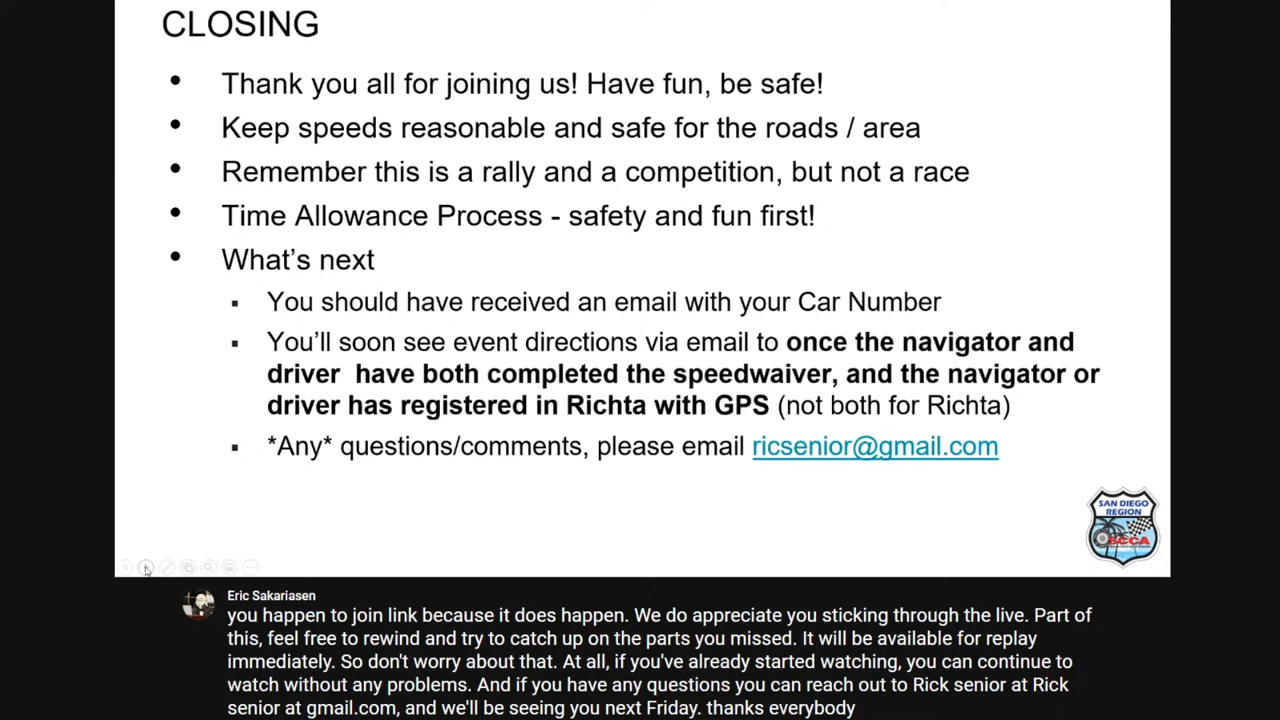 CLOSING
• Thank you all for joining us! Have fun, be safe!
• Keep speeds reasonable and safe for the roads / area
• Remember this is a rally and a competition, but not a race
• Time Allowance Process - safety and fun first!
• What’s next
▪ You should have received an email with your Car Number
▪ You’ll soon see event directions via email to once the navigator and
driver  have both completed the speedwaiver, and the navigator or
driver has registered in Richta with GPS (not both for Richta)
▪ *Any* questions/comments, please email ricsenior@gmail.com
SAN DIEGO
REGION
SCCA
Eric Sakariasen
you happen to join link because it does happen. We do appreciate you sticking through the live. Part of
this, feel free to rewind and try to catch up on the parts you missed. It will be available for replay
immediately. So don't worry about that. At all, if you've already started watching, you can continue to
watch without any problems. And if you have any questions you can reach out to Rick senior at Rick
senior at gmail.com, and we'll be seeing you next Friday. thanks everybody